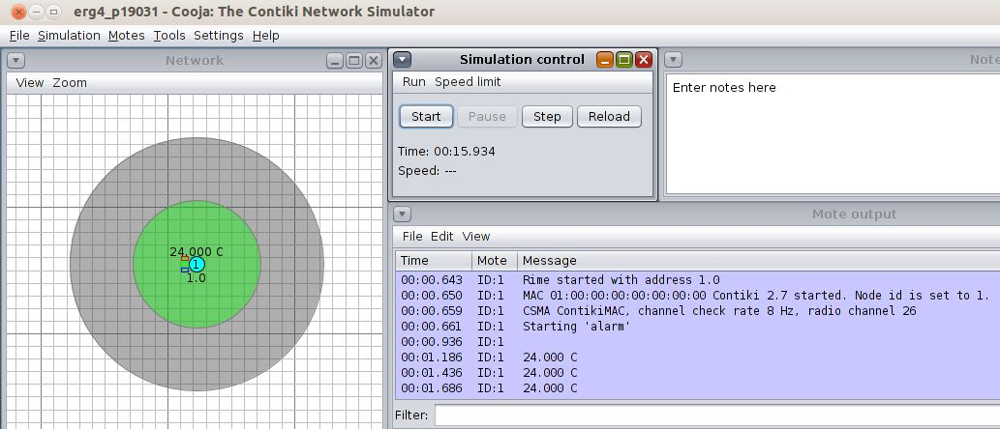 erg4_p19031 - Cooja: The Contiki Network Simulator
File Simulation Motes Tools Settings Help
Network
View Zoom
24.000 C
1
1.0
Simulation control
Run Speed limit
Start Pause Step Reload
Time: 00:15.934
Speed: ---
Note
Enter notes here
Mote output
File Edit View
Time Mote Message
00:00.643 ID:1 Rime started with address 1.0
00:00.650 ID:1 MAC 01:00:00:00:00:00:00:00 Contiki 2.7 started. Node id is set to 1.
00:00.659 ID:1 CSMA ContikiMAC, channel check rate 8 Hz, radio channel 26
00:00.661 ID:1 Starting 'alarm'
00:00.936 ID:1
00:01.186 ID:1 24.000 C
00:01.436 ID:1 24.000 C
00:01.686 ID:1 24.000 C
Filter: